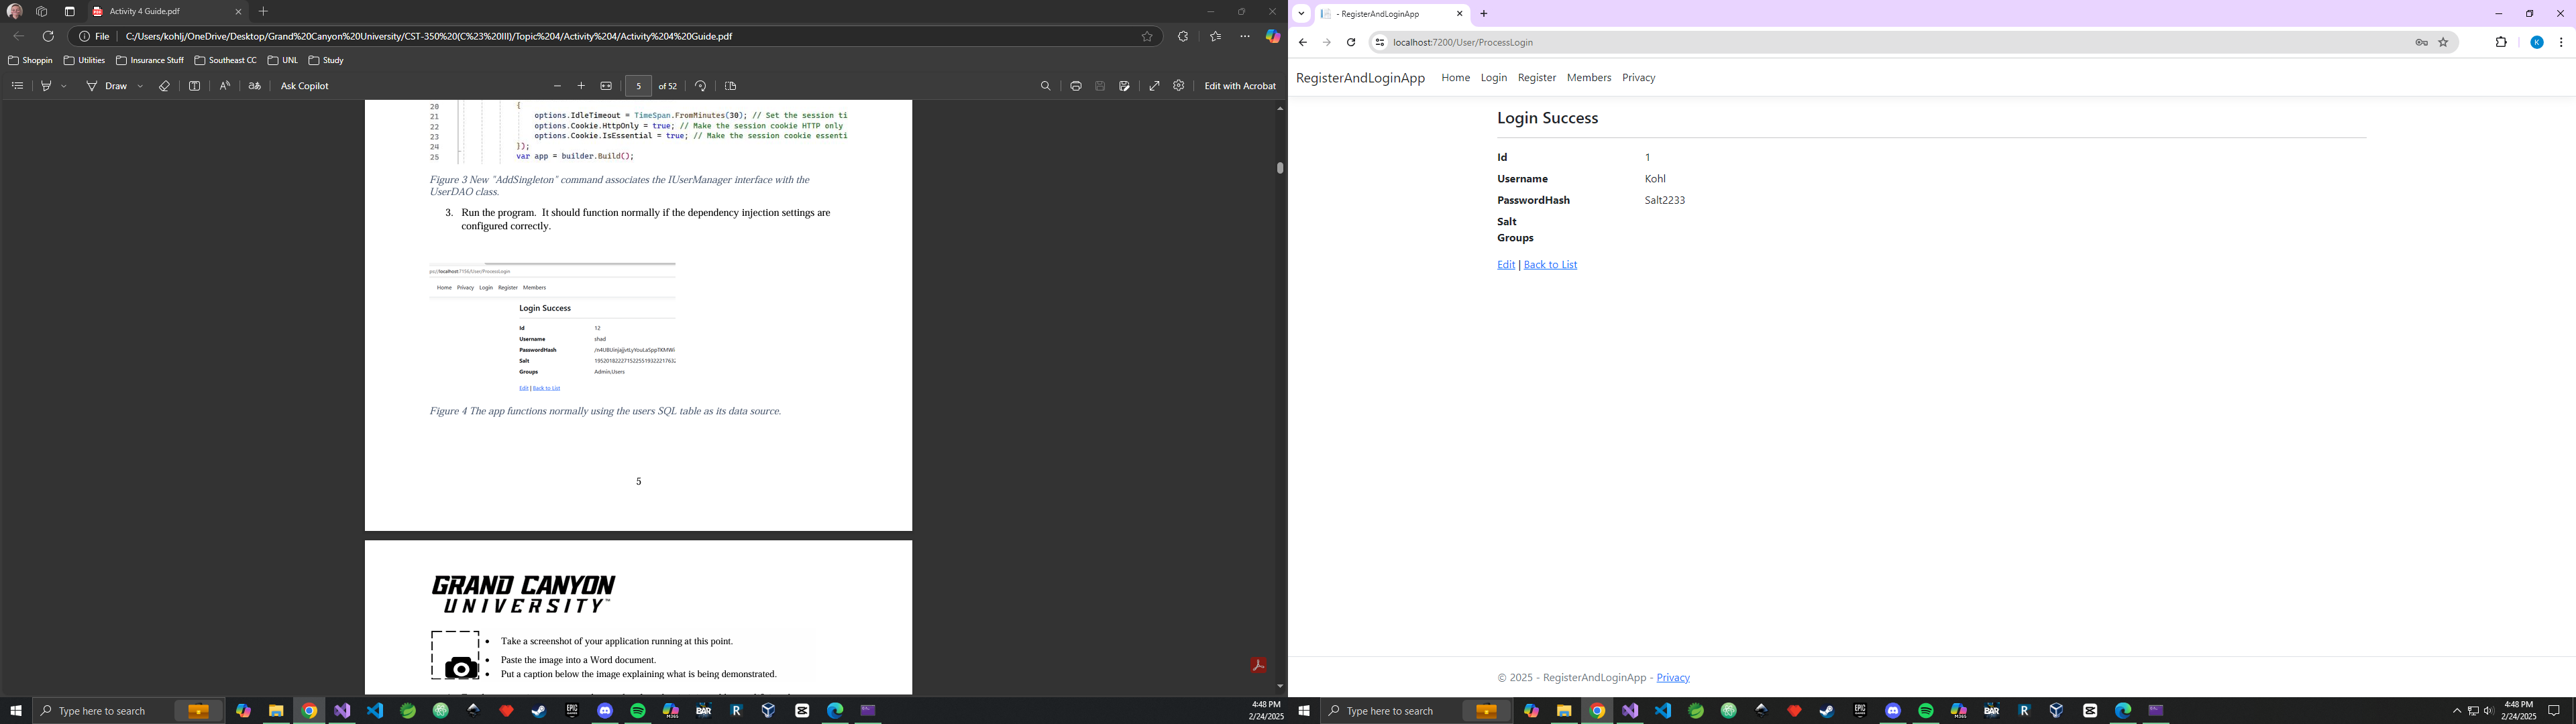 Activity 4 Guide.pdf
File C:/Users/kohlj/OneDrive/Desktop/Grand%20Canyon%20University/CST-350%20(C%23%20III)/Topic%204/Activity%204/Activity%204%20Guide.pdf
Shoppin Utilities Insurance Stuff Southeast CC UNL Study
Draw aあ Ask Copilot 5 of 52 Edit with Acrobat
20 {
21 options.IdleTimeout = TimeSpan.FromMinutes(30); // Set the session ti
22 options.Cookie.HttpOnly = true; // Make the session cookie HTTP only
23 options.Cookie.IsEssential = true; // Make the session cookie essenti
24 });
25 var app = builder.Build();
Figure 3 New "AddSingleton" command associates the IUserManager interface with the
UserDAO class.
3. Run the program. It should function normally if the dependency injection settings are
configured correctly.
ps://localhost:7156/User/ProcessLogin
Home Privacy Login Register Members
Login Success
Id 12
Username shad
PasswordHash
Salt
Groups Admin,Users
Edit | Back to List
Figure 4 The app functions normally using the users SQL table as its data source.
5
GRAND CANYON
UNIVERSITY™
• Take a screenshot of your application running at this point.
• Paste the image into a Word document.
• Put a caption below the image explaining what is being demonstrated.
Type here to search
4:48 PM
2/24/2025
- RegisterAndLoginApp
localhost:7200/User/ProcessLogin
K
RegisterAndLoginApp Home Login Register Members Privacy
Login Success
Id 1
Username Kohl
PasswordHash Salt2233
Salt
Groups
Edit | Back to List
© 2025 - RegisterAndLoginApp - Privacy
Type here to search
4:48 PM
2/24/2025